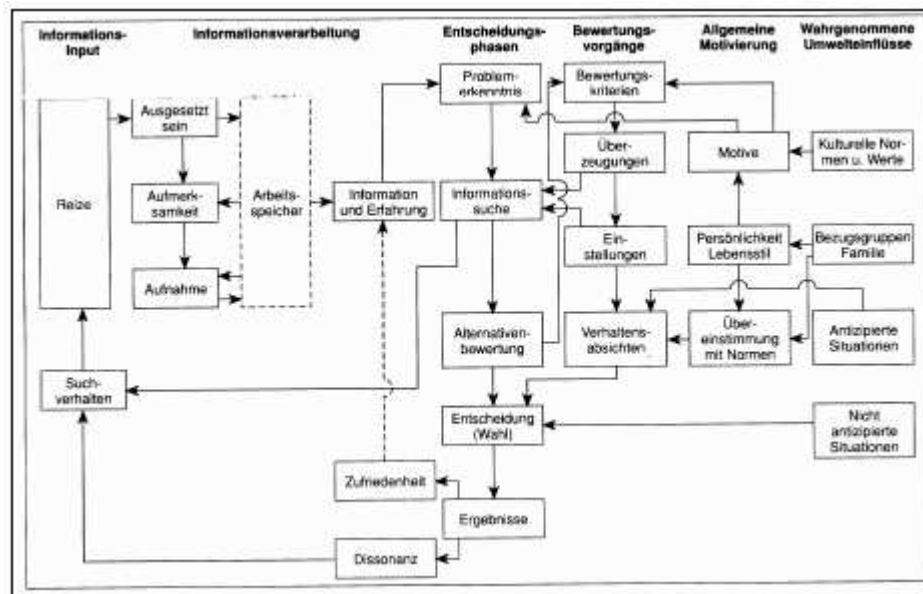 Informations-
Input
Informationsverarbeitung
Entscheidungs-
phasen
Bewertungs-
vorgänge
Allgemeine
Motivierung
Wahrgenommene
Umwelteinflüsse
Reize
Such-
verhalten
Ausgesetzt
sein
Aufmerk-
samkeit
Aufnahme
Arbeits-
speicher
Information
und Erfahrung
Zufriedenheit
Dissonanz
Problem-
erkenntnis
Informations-
suche
Alternativen-
bewertung
Entscheidung
(Wahl)
Ergebnisse
Bewertungs-
kriterien
Über-
zeugungen
Ein-
stellungen
Verhaltens-
absichten
Motive
Persönlichkeit
Lebensstil
Über-
einstimmung
mit Normen
Kulturelle Nor-
men u. Werte
Bezugsgruppen
Familie
Antizipierte
Situationen
Nicht
antizipierte
Situationen